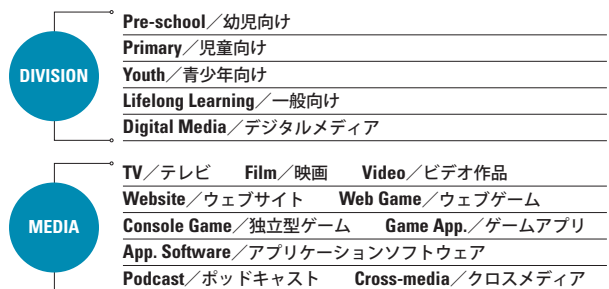 DIVISION
Pre-school／幼児向け
Primary／児童向け
Youth／青少年向け
Lifelong Learning／一般向け
Digital Media／デジタルメディア
MEDIA
TV／テレビ Film／映画 Video／ビデオ作品
Website／ウェブサイト Web Game／ウェブゲーム
Console Game／独立型ゲーム Game App.／ゲームアプリ
App. Software／アプリケーションソフトウェア
Podcast／ポッドキャスト Cross-media／クロスメディア